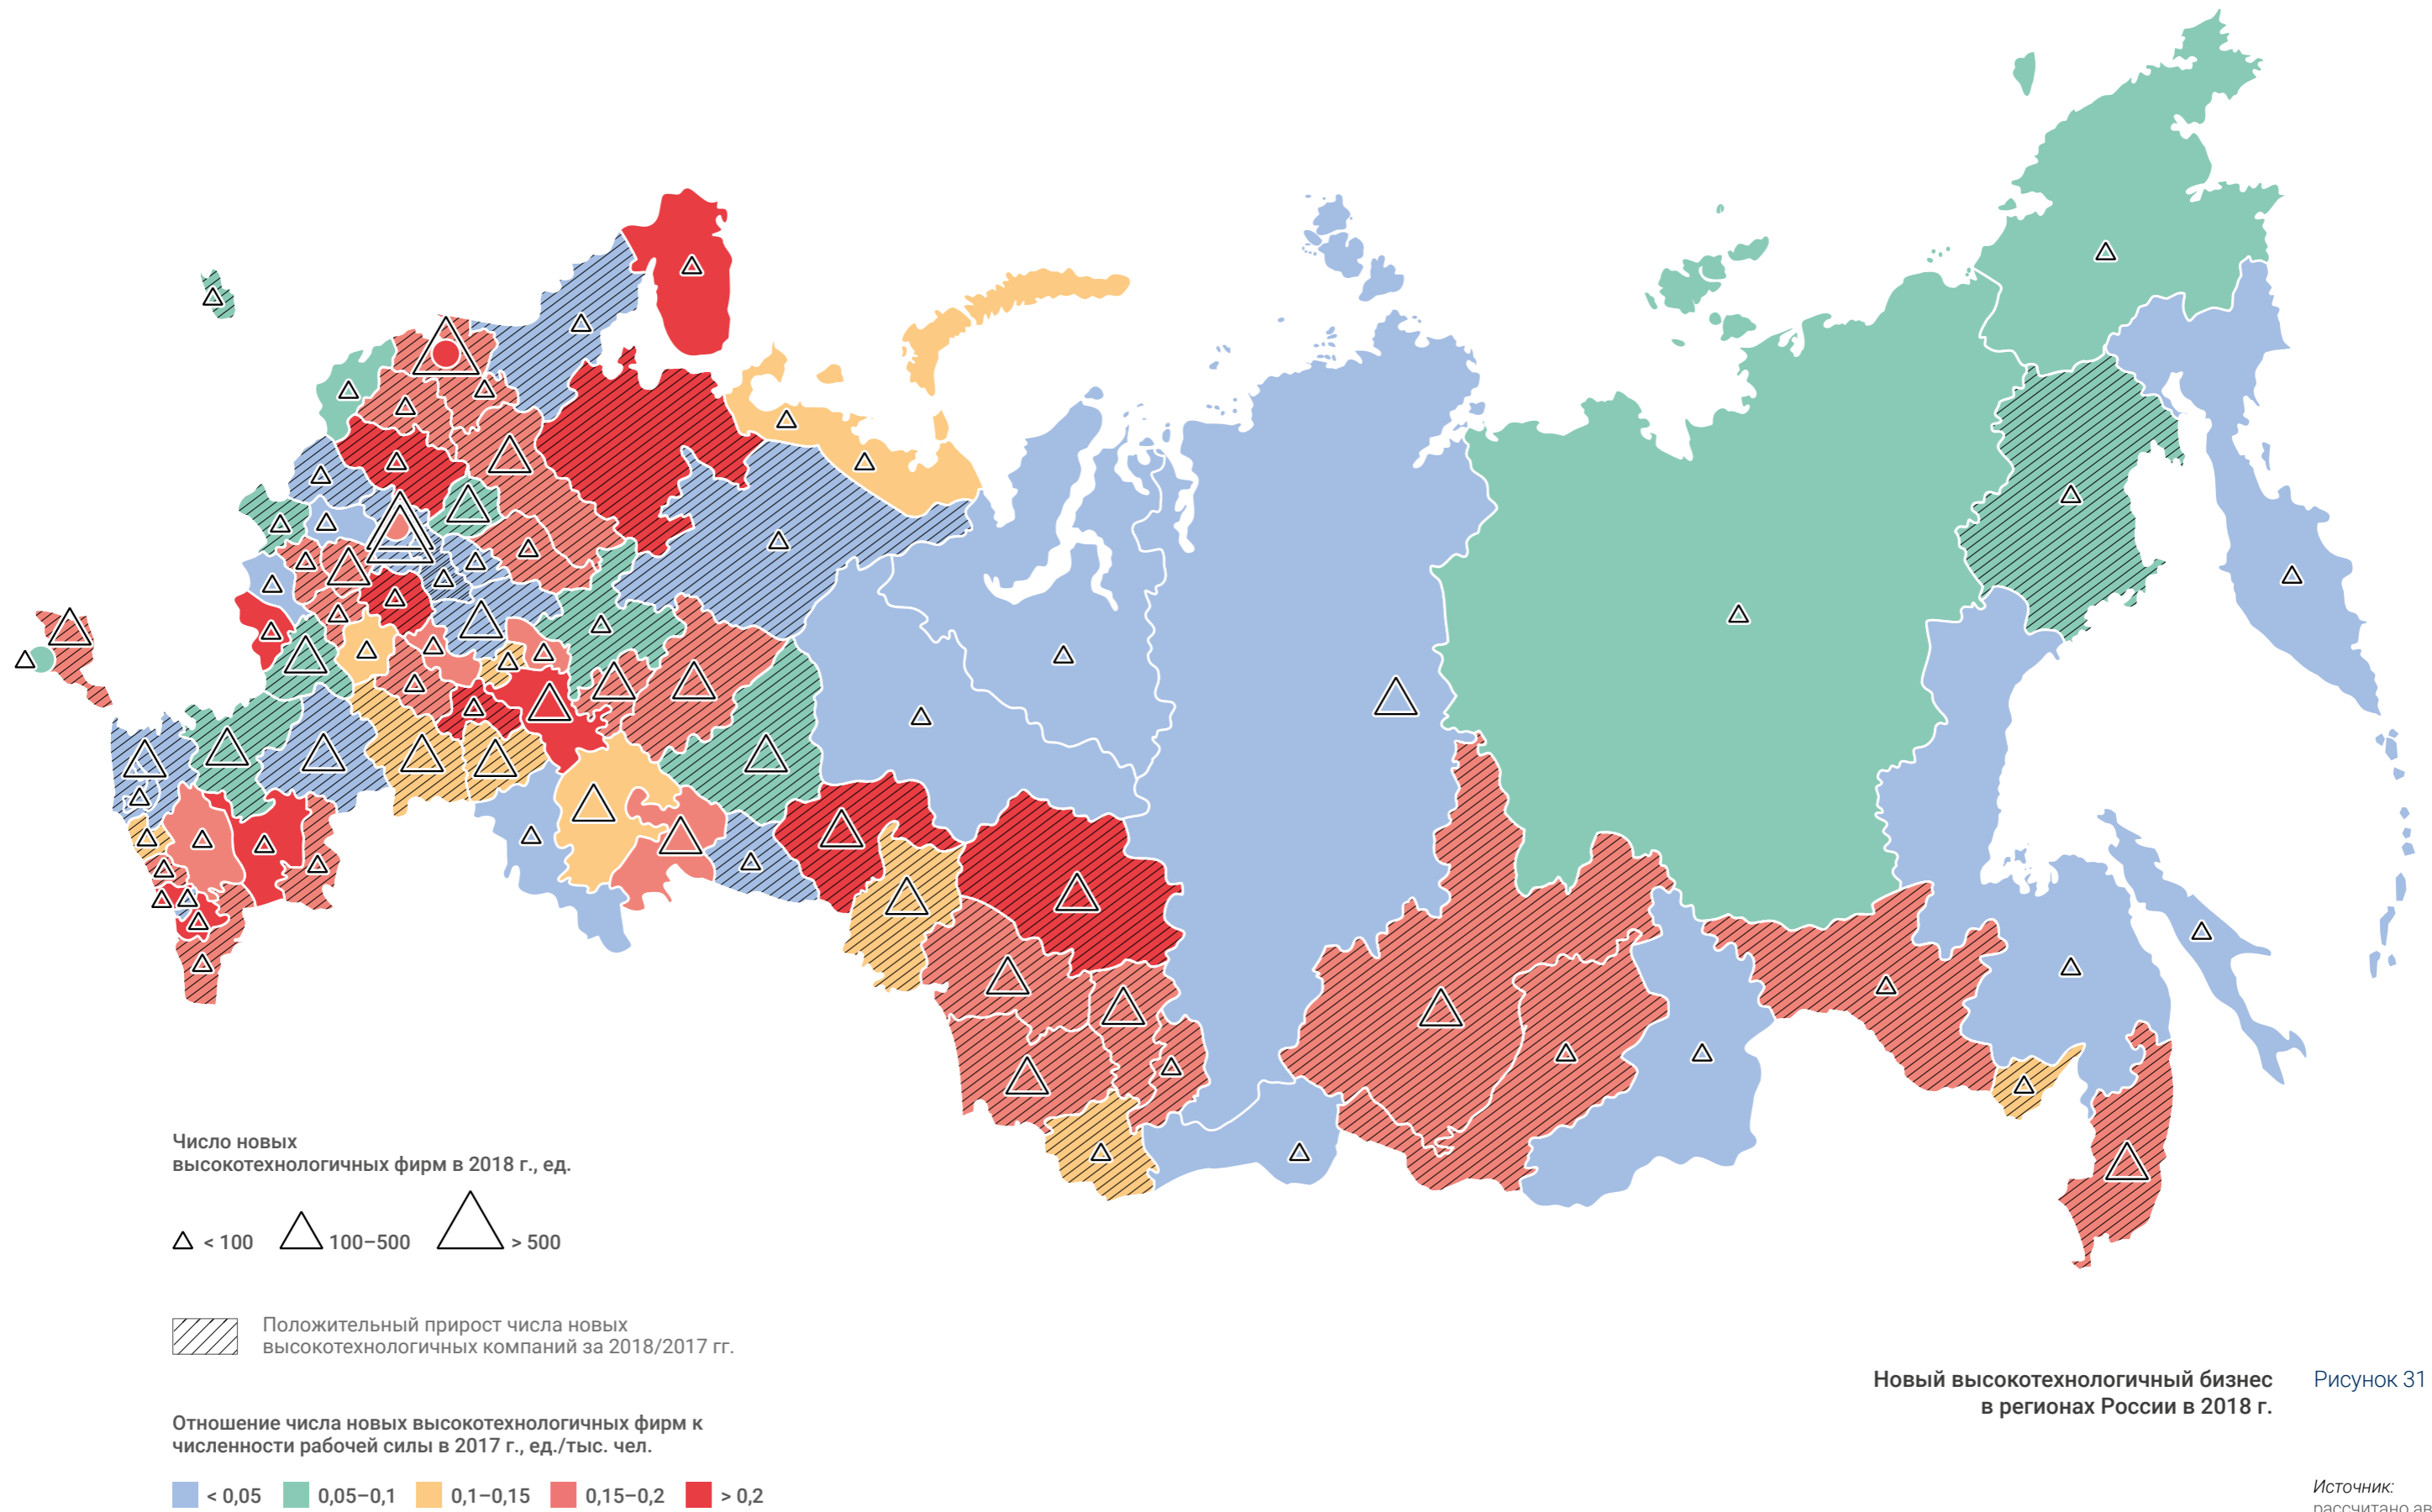 Число новых
высокотехнологичных фирм в 2018 г., ед.
< 100
100–500
> 500
Положительный прирост числа новых
высокотехнологичных компаний за 2018/2017 гг.
Отношение числа новых высокотехнологичных фирм к
численности рабочей силы в 2017 г., ед./тыс. чел.
< 0,05
0,05–0,1
0,1–0,15
0,15–0,2
> 0,2
Новый высокотехнологичный бизнес
в регионах России в 2018 г.
Рисунок 31
Источник: